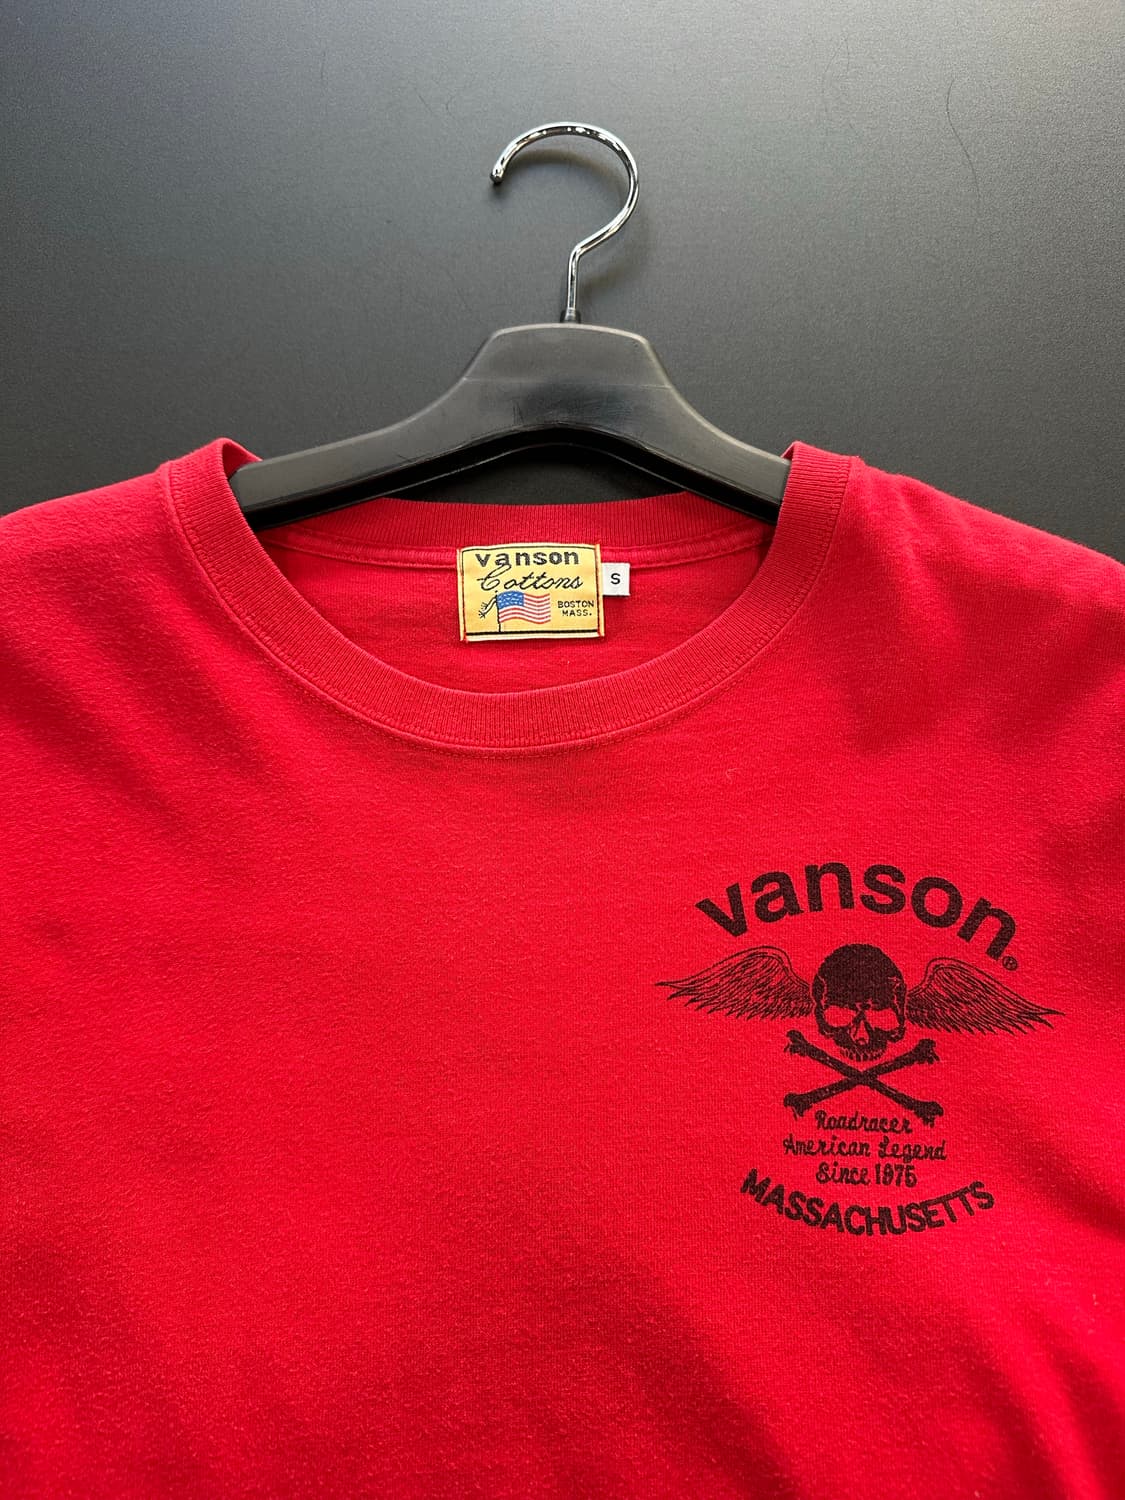 vanson
Cottons
BOSTON
MASS.
S
vanson®
Roadracer
American Legend
Since 1975
MASSACHUSETTS